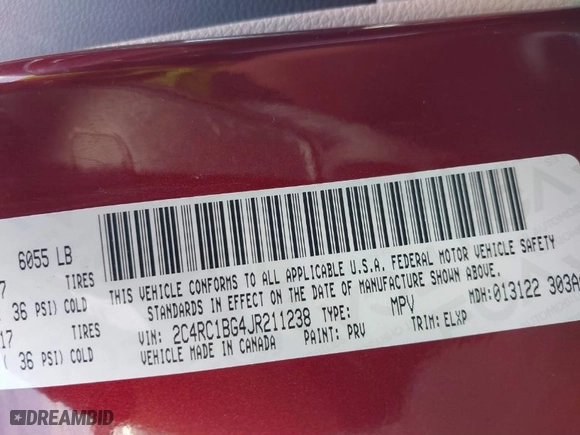 6055 LB
7 TIRES
36 PSI) COLD
17 TIRES
( 36 PSI) COLD
THIS VEHICLE CONFORMS TO ALL APPLICABLE U.S.A. FEDERAL MOTOR VEHICLE SAFETY
STANDARDS IN EFFECT ON THE DATE OF MANUFACTURE SHOWN ABOVE.
VIN: 2C4RC1BG4JR211238 TYPE: MPV MDH: 013122 303A
VEHICLE MADE IN CANADA PAINT: PRV TRIM: ELXP
DREAMBID